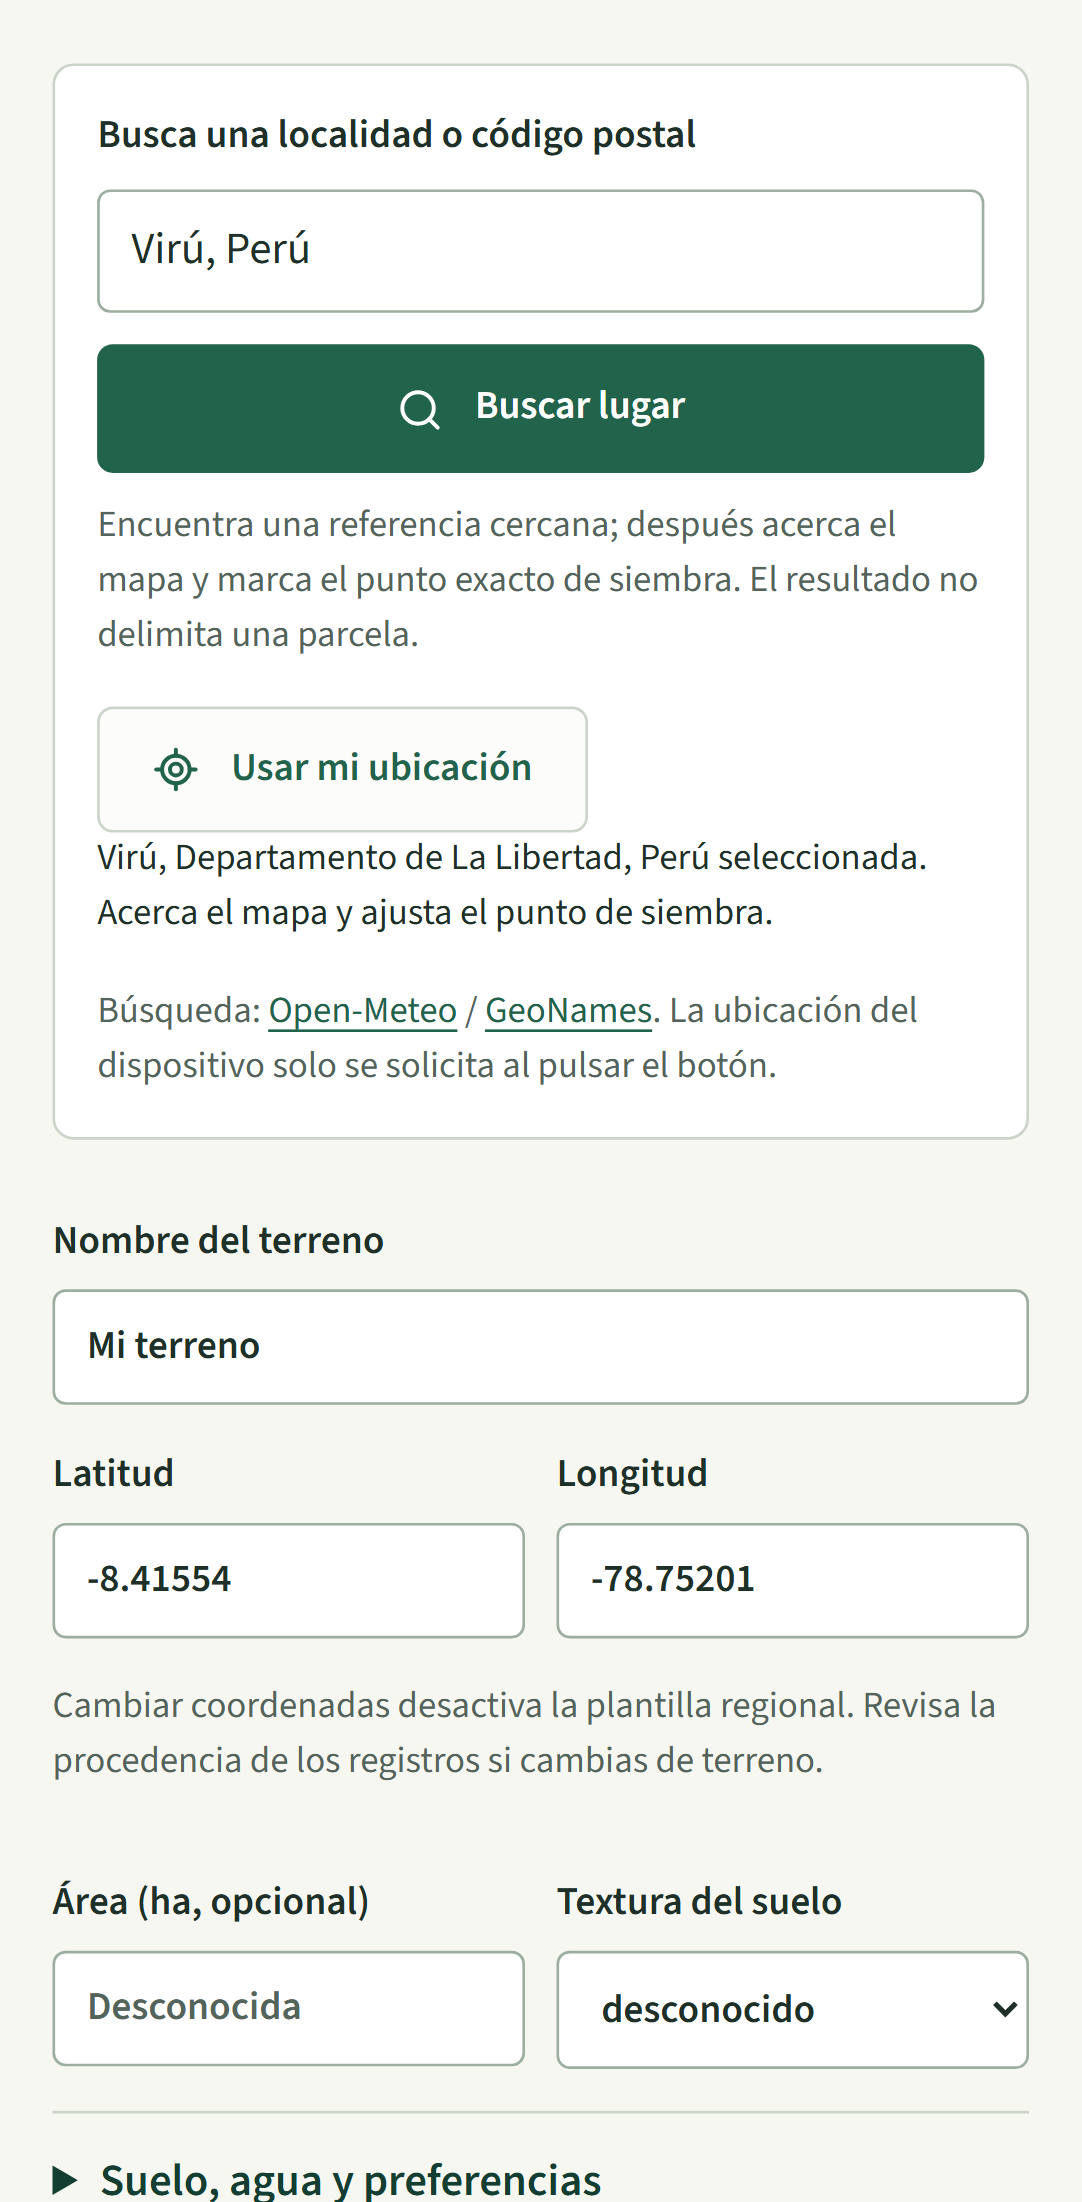 Busca una localidad o código postal
Virú, Perú
Buscar lugar
Encuentra una referencia cercana; después acerca el
mapa y marca el punto exacto de siembra. El resultado no
delimita una parcela.
Usar mi ubicación
Virú, Departamento de La Libertad, Perú seleccionada.
Acerca el mapa y ajusta el punto de siembra.
Búsqueda: Open-Meteo / GeoNames. La ubicación del
dispositivo solo se solicita al pulsar el botón.
Nombre del terreno
Mi terreno
Latitud
-8.41554
Longitud
-78.75201
Cambiar coordenadas desactiva la plantilla regional. Revisa la
procedencia de los registros si cambias de terreno.
Área (ha, opcional)
Desconocida
Textura del suelo
desconocido
Suelo, agua y preferencias